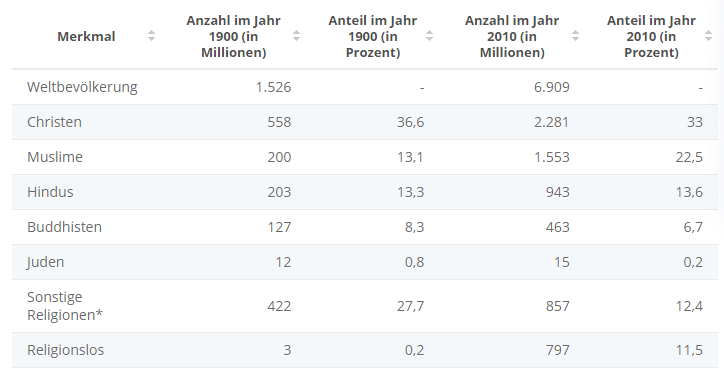 Merkmal Anzahl im Jahr 1900 (in Millionen) Anteil im Jahr 1900 (in Prozent) Anzahl im Jahr 2010 (in Millionen) Anteil im Jahr 2010 (in Prozent)
Weltbevölkerung 1.526 - 6.909 -
Christen 558 36,6 2.281 33
Muslime 200 13,1 1.553 22,5
Hindus 203 13,3 943 13,6
Buddhisten 127 8,3 463 6,7
Juden 12 0,8 15 0,2
Sonstige Religionen* 422 27,7 857 12,4
Religionslos 3 0,2 797 11,5